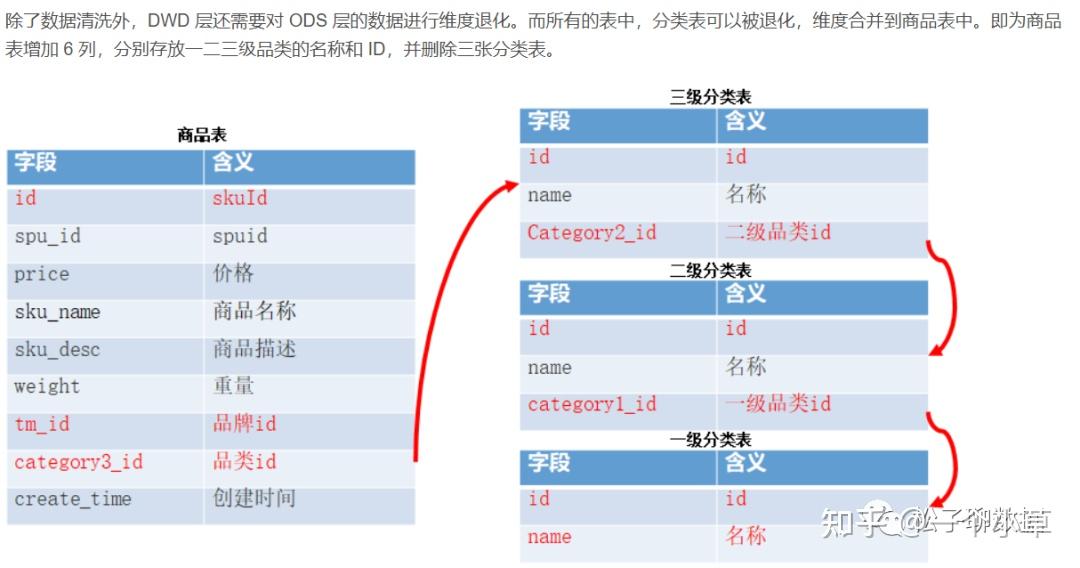 除了数据清洗外，DWD 层还需要对 ODS 层的数据进行维度退化。而所有的表中，分类表可以被退化，维度合并到商品表中。即为商品
表增加 6 列，分别存放一二三级品类的名称和 ID，并删除三张分类表。
商品表
字段 含义
id skuId
spu_id spuid
price 价格
sku_name 商品名称
sku_desc 商品描述
weight 重量
tm_id 品牌id
category3_id 品类id
create_time 创建时间
三级分类表
字段 含义
id id
name 名称
Category2_id 二级品类id
二级分类表
字段 含义
id id
name 名称
category1_id 一级品类id
一级分类表
字段 含义
id id
name 名称
知乎